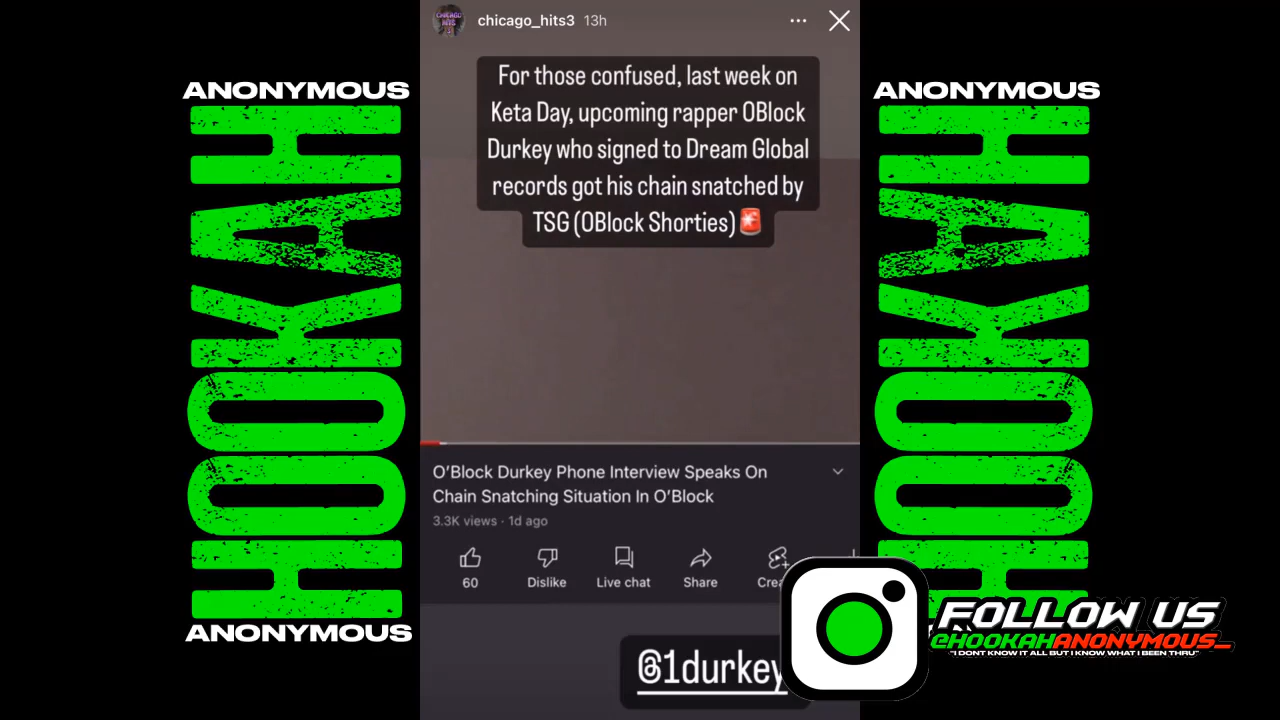 chicago_hits3 13h
For those confused, last week on
Keta Day, upcoming rapper OBlock
Durkey who signed to Dream Global
records got his chain snatched by
TSG (OBlock Shorties)🚨
O'Block Durkey Phone Interview Speaks On
Chain Snatching Situation In O'Block
3.3K views · 1d ago
60
Dislike
Live chat
Share
@1durkey
ANONYMOUS
HOOKAH
ANONYMOUS
ANONYMOUS
HOOKAH
FOLLOW US
@HOOKAHANONYMOUS_
"I DONT KNOW IT ALL BUT I KNOW WHAT I BEEN THRU"